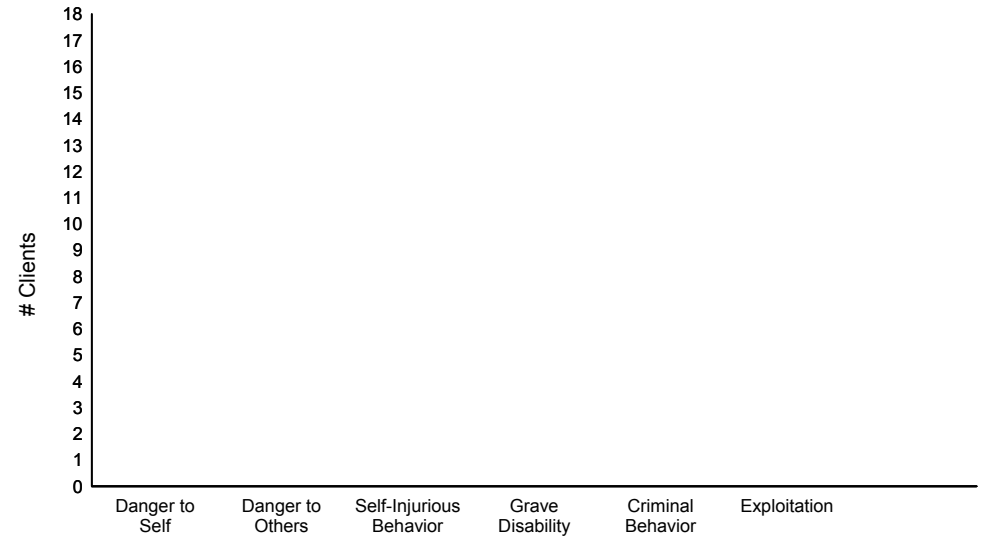 18
17
16
15
14
13
12
11
10
9
8
7
6
5
4
3
2
1
0
# Clients
Danger to
Self
Danger to
Others
Self-Injurious
Behavior
Grave
Disability
Criminal
Behavior
Exploitation